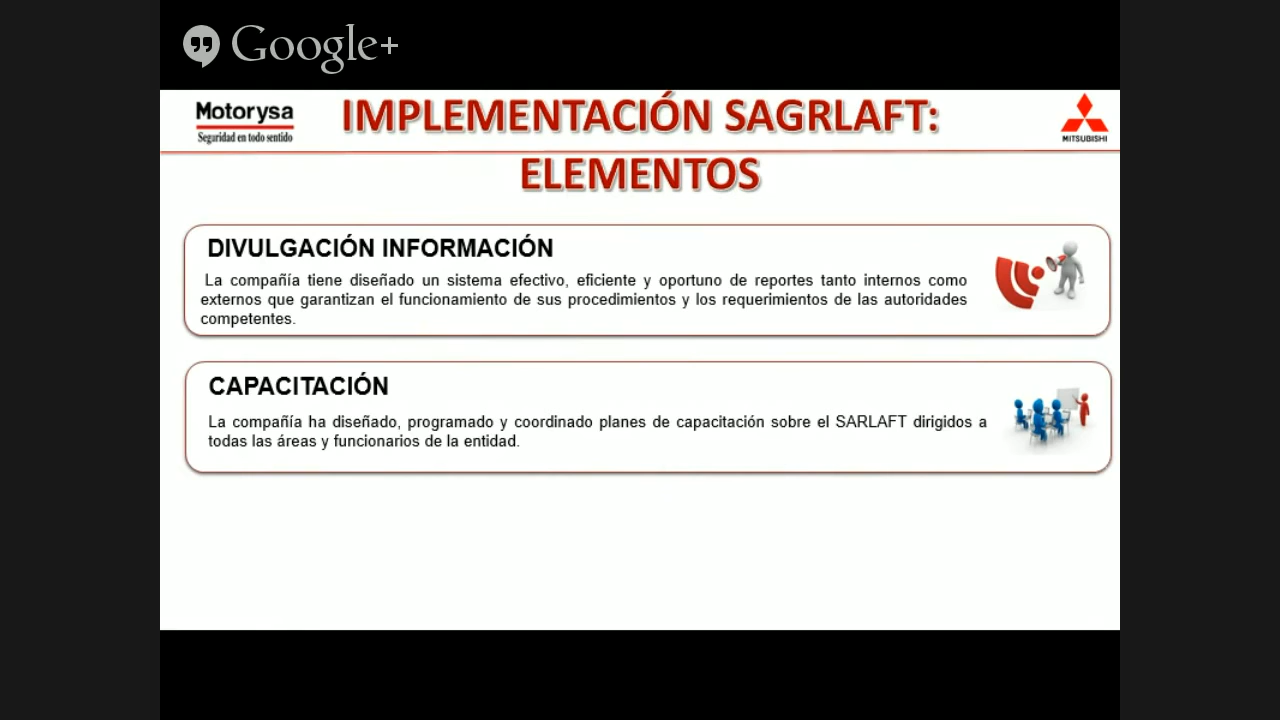 Google+
Motorysa
Seguridad en todo sentido
IMPLEMENTACIÓN SAGRLAFT:
ELEMENTOS
MITSUBISHI
DIVULGACIÓN INFORMACIÓN
La compañía tiene diseñado un sistema efectivo, eficiente y oportuno de reportes tanto internos como
externos que garantizan el funcionamiento de sus procedimientos y los requerimientos de las autoridades
competentes.
CAPACITACIÓN
La compañía ha diseñado, programado y coordinado planes de capacitación sobre el SARLAFT dirigidos a
todas las áreas y funcionarios de la entidad.